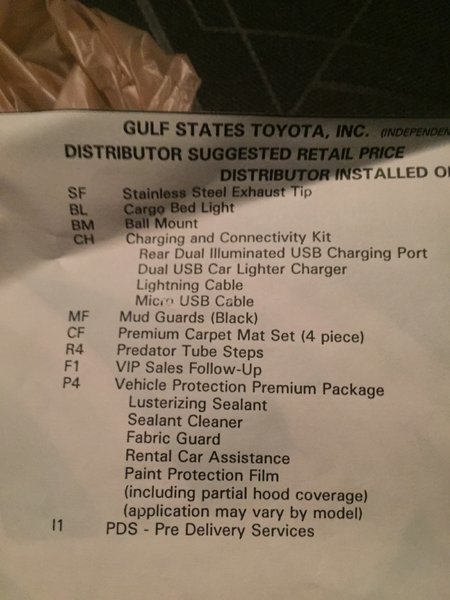 GULF STATES TOYOTA, INC. (INDEPENDEN
DISTRIBUTOR SUGGESTED RETAIL PRICE
DISTRIBUTOR INSTALLED O
SF Stainless Steel Exhaust Tip
BL Cargo Bed Light
BM Ball Mount
CH Charging and Connectivity Kit
Rear Dual Illuminated USB Charging Port
Dual USB Car Lighter Charger
Lightning Cable
Micro USB Cable
MF Mud Guards (Black)
CF Premium Carpet Mat Set (4 piece)
R4 Predator Tube Steps
F1 VIP Sales Follow-Up
P4 Vehicle Protection Premium Package
Lusterizing Sealant
Sealant Cleaner
Fabric Guard
Rental Car Assistance
Paint Protection Film
(including partial hood coverage)
(application may vary by model)
I1 PDS - Pre Delivery Services